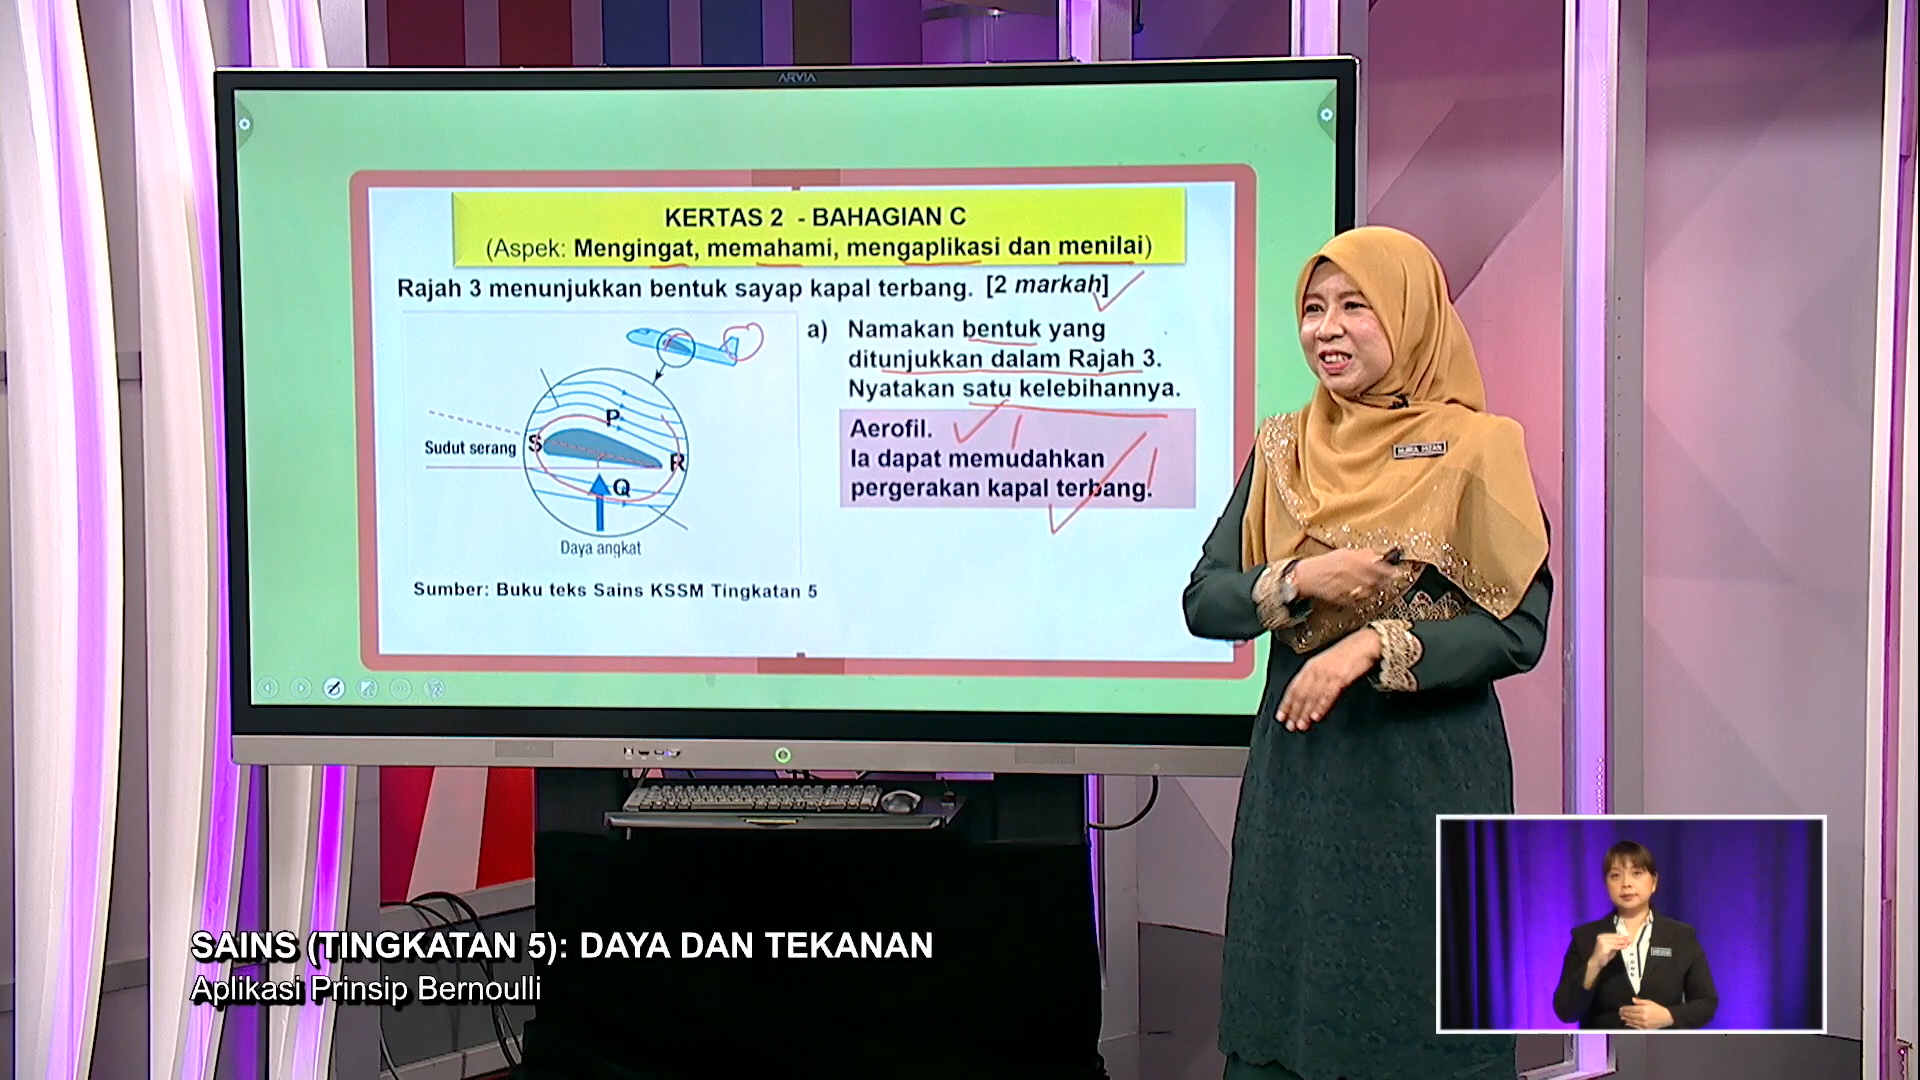 ARVIA
KERTAS 2 - BAHAGIAN C
(Aspek: Mengingat, memahami, mengaplikasi dan menilai)
Rajah 3 menunjukkan bentuk sayap kapal terbang. [2 markah]
a) Namakan bentuk yang
ditunjukkan dalam Rajah 3.
Nyatakan satu kelebihannya.
Aerofil.
Ia dapat memudahkan
pergerakan kapal terbang.
P
Sudut serang
S
R
Q
Daya angkat
Sumber: Buku teks Sains KSSM Tingkatan 5
SAINS (TINGKATAN 5): DAYA DAN TEKANAN
Aplikasi Prinsip Bernoulli